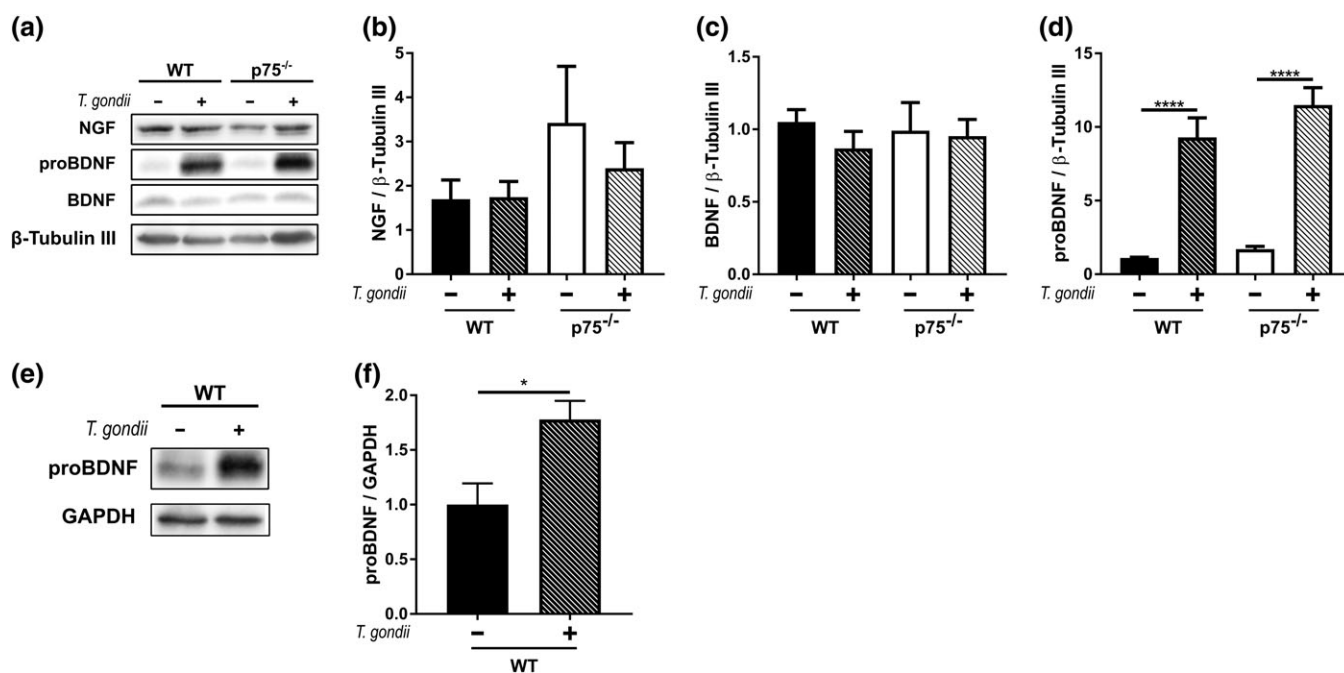 (a)
WT p75-/-
T. gondii − + − +
NGF
proBDNF
BDNF
β-Tubulin III
(b)
NGF / β-Tubulin III
5
4
3
2
1
0
T. gondii − + − +
WT p75-/-
(c)
BDNF / β-Tubulin III
1.5
1.0
0.5
0.0
T. gondii − + − +
WT p75-/-
(d)
proBDNF / β-Tubulin III
15
10
5
0
**** ****
T. gondii − + − +
WT p75-/-
(e)
WT
T. gondii − +
proBDNF
GAPDH
(f)
proBDNF / GAPDH
2.0
1.5
1.0
0.5
0.0
*
T. gondii − +
WT